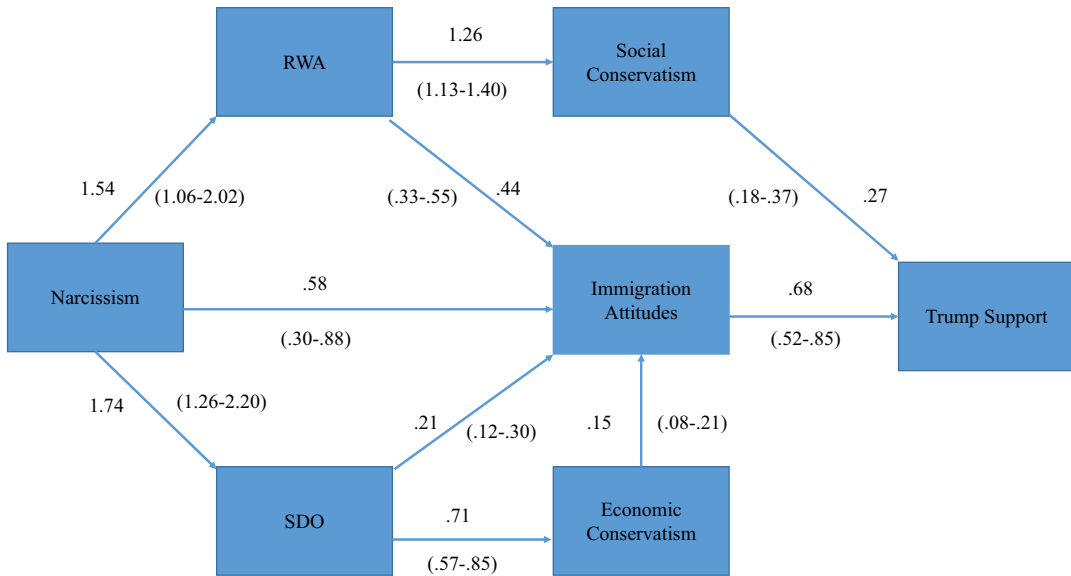 1.26
RWA
Social
Conservatism
(1.13-1.40)
1.54
(1.06-2.02)
(.33-.55)
.44
(.18-.37)
.27
Narcissism
.58
(.30-.88)
Immigration
Attitudes
.68
(.52-.85)
Trump Support
1.74
(1.26-2.20)
.21
(.12-.30)
.15
(.08-.21)
SDO
.71
(.57-.85)
Economic
Conservatism